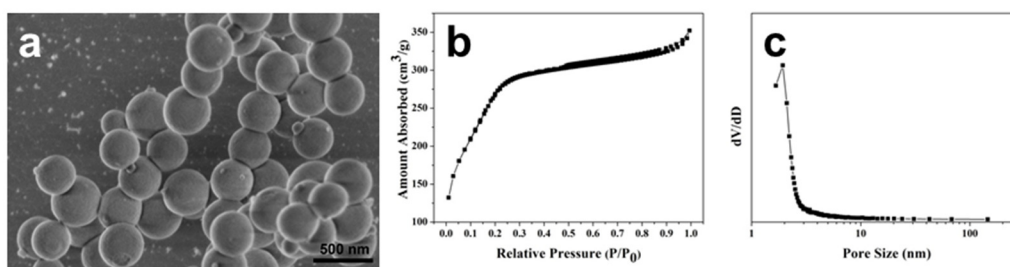 a
500 nm
b
Amount Absorbed (cm³/g)
350
300
250
200
150
100
0.0 0.1 0.2 0.3 0.4 0.5 0.6 0.7 0.8 0.9 1.0
Relative Pressure (P/P₀)
c
dV/dD
1 10 100
Pore Size (nm)